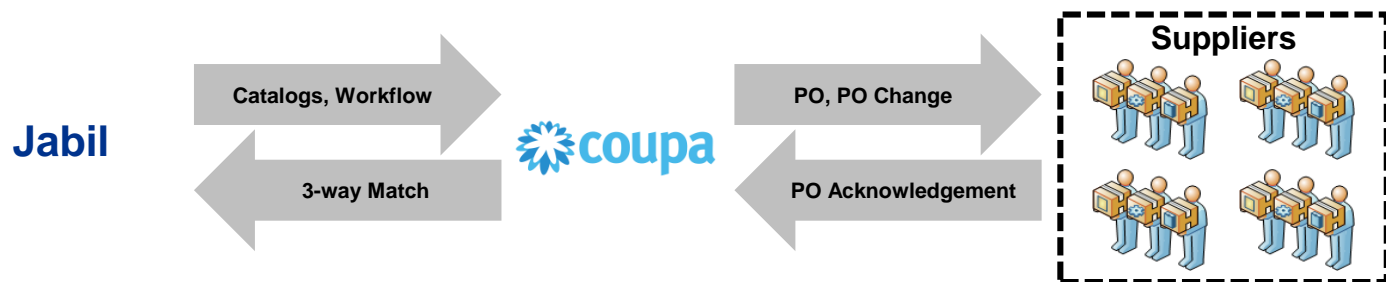 Suppliers
Catalogs, Workflow
PO, PO Change
Jabil
coupa
3-way Match
PO Acknowledgement